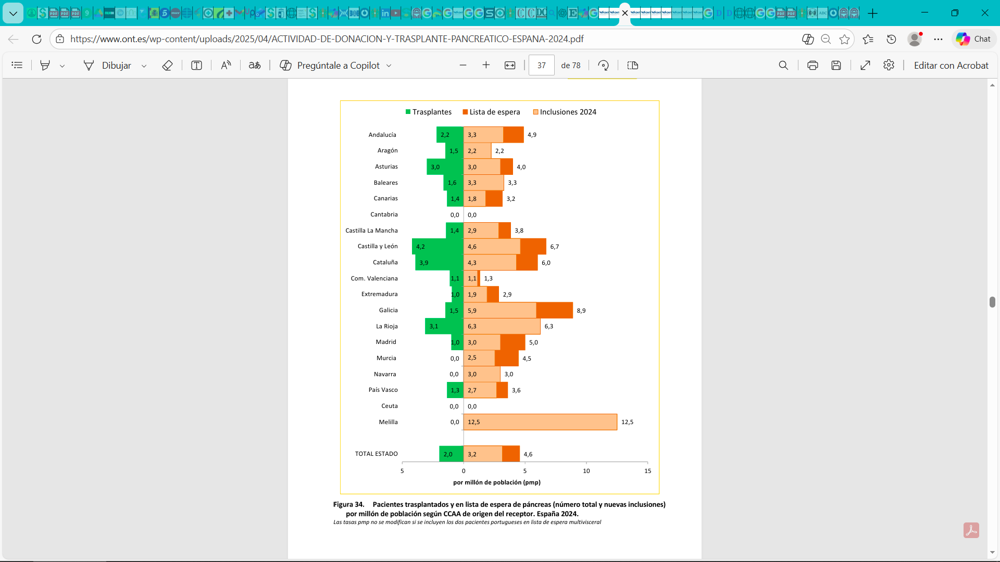 https://www.ont.es/wp-content/uploads/2025/04/ACTIVIDAD-DE-DONACION-Y-TRASPLANTE-PANCREATICO-ESPANA-2024.pdf
Chat
Dibujar
Pregúntale a Copilot
37 de 78
Editar con Acrobat
Trasplantes Lista de espera Inclusiones 2024
Andalucía 2,2 3,3 4,9
Aragón 1,5 2,2 2,2
Asturias 3,0 3,0 4,0
Baleares 1,6 3,3 3,3
Canarias 1,4 1,8 3,2
Cantabria 0,0 0,0
Castilla La Mancha 1,4 2,9 3,8
Castilla y León 4,2 4,6 6,7
Cataluña 3,9 4,3 6,0
Com. Valenciana 1,1 1,1 1,3
Extremadura 1,0 1,9 2,9
Galicia 1,5 5,9 8,9
La Rioja 3,1 6,3 6,3
Madrid 1,0 3,0 5,0
Murcia 0,0 2,5 4,5
Navarra 0,0 3,0 3,0
País Vasco 1,3 2,7 3,6
Ceuta 0,0 0,0
Melilla 0,0 12,5 12,5
TOTAL ESTADO 2,0 3,2 4,6
5 0 5 10 15
por millón de población (pmp)
Figura 34. Pacientes trasplantados y en lista de espera de páncreas (número total y nuevas inclusiones)
por millón de población según CCAA de origen del receptor. España 2024.
Las tasas pmp no se modifican si se incluyen los dos pacientes portugueses en lista de espera multivisceral